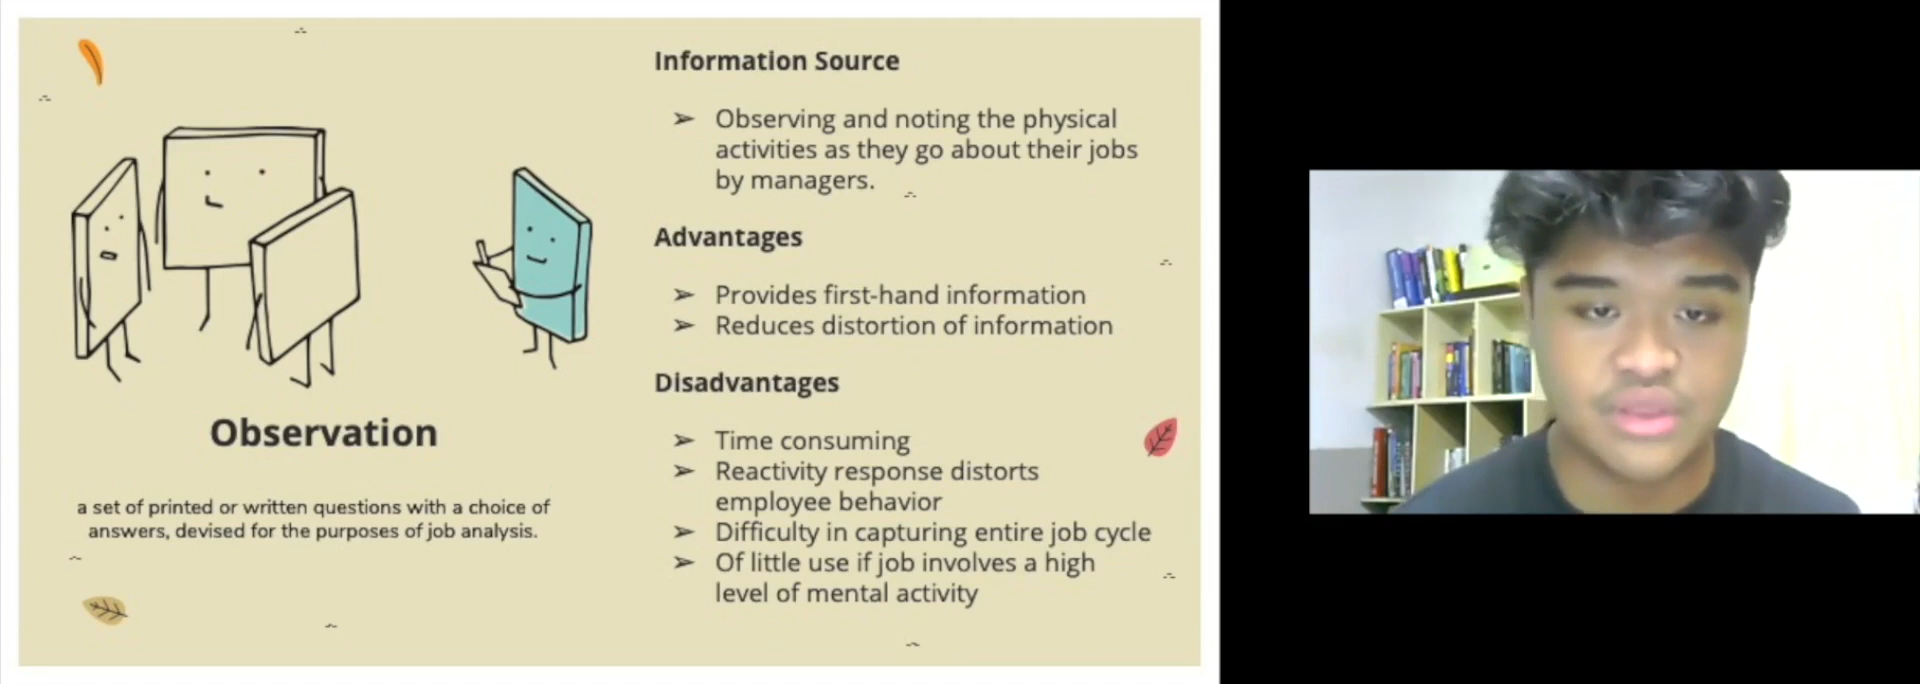 Observation
a set of printed or written questions with a choice of
answers, devised for the purposes of job analysis.
Information Source
➢ Observing and noting the physical
activities as they go about their jobs
by managers.
Advantages
➢ Provides first-hand information
➢ Reduces distortion of information
Disadvantages
➢ Time consuming
➢ Reactivity response distorts
employee behavior
➢ Difficulty in capturing entire job cycle
➢ Of little use if job involves a high
level of mental activity